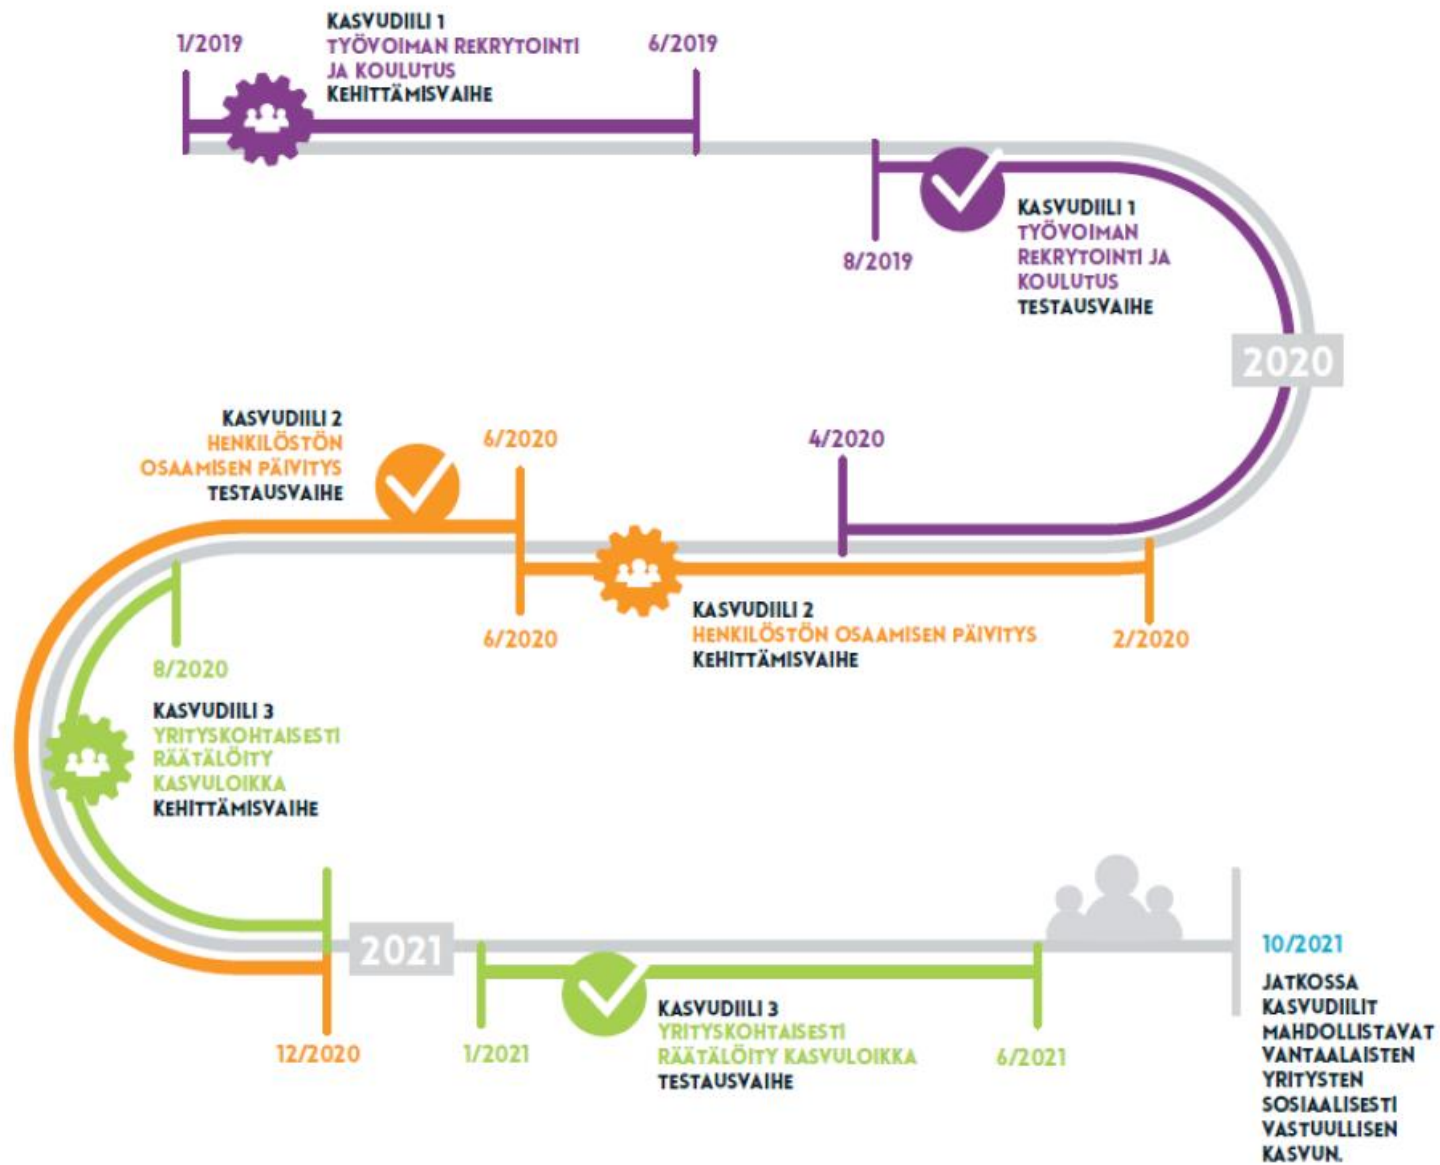 1/2019
KASVUDIILI 1
TYÖVOIMAN REKRYTOINTI
JA KOULUTUS
KEHITTÄMISVAIHE
6/2019
8/2019
KASVUDIILI 1
TYÖVOIMAN
REKRYTOINTI JA
KOULUTUS
TESTAUSVAIHE
2020
KASVUDIILI 2
HENKILÖSTÖN
OSAAMISEN PÄIVITYS
TESTAUSVAIHE
6/2020
4/2020
6/2020
KASVUDIILI 2
HENKILÖSTÖN OSAAMISEN PÄIVITYS
KEHITTÄMISVAIHE
2/2020
8/2020
KASVUDIILI 3
YRITYSKOHTAISESTI
RÄÄTÄLÖITY
KASVULOIKKA
KEHITTÄMISVAIHE
2021
12/2020
1/2021
KASVUDIILI 3
YRITYSKOHTAISESTI
RÄÄTÄLÖITY KASVULOIKKA
TESTAUSVAIHE
6/2021
10/2021
JATKOSSA
KASVUDIILIT
MAHDOLLISTAVAT
VANTAALAISTEN
YRITYSTEN
SOSIAALISESTI
VASTUULLISEN
KASVUN.